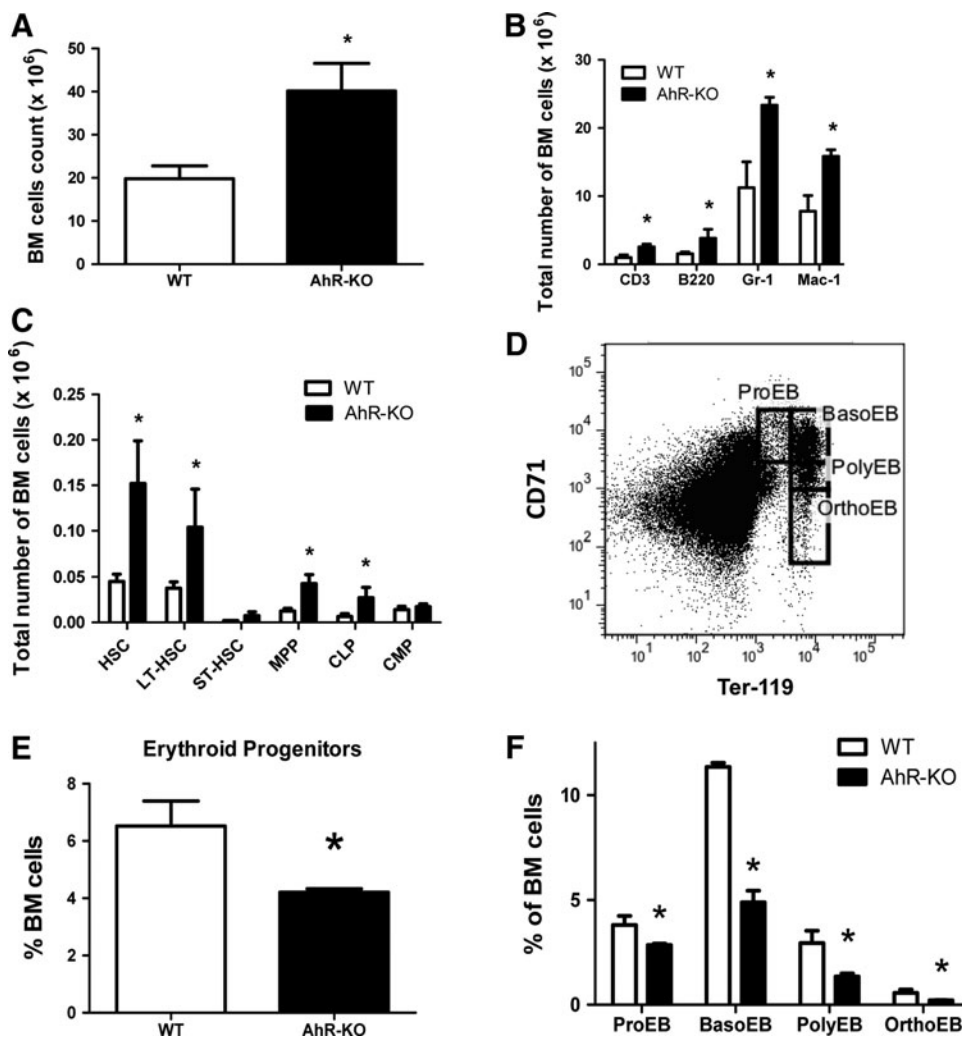 A
BM cells count (x 10⁶)
50
40
30
20
10
0
*
WT
AhR-KO
B
Total number of BM cells (x 10⁶)
30
20
10
0
WT
AhR-KO
*
*
*
*
CD3
B220
Gr-1
Mac-1
C
Total number of BM cells (x 10⁶)
0.25
0.20
0.15
0.10
0.05
0.00
WT
AhR-KO
*
*
*
*
HSC
LT-HSC
ST-HSC
MPP
CLP
CMP
D
CD71
10⁵
10⁴
10³
10²
10¹
ProEB
BasoEB
PolyEB
OrthoEB
10¹
10²
10³
10⁴
10⁵
Ter-119
E
Erythroid Progenitors
% BM cells
8
6
4
2
0
*
WT
AhR-KO
F
% of BM cells
10
5
0
WT
AhR-KO
*
*
*
*
ProEB
BasoEB
PolyEB
OrthoEB